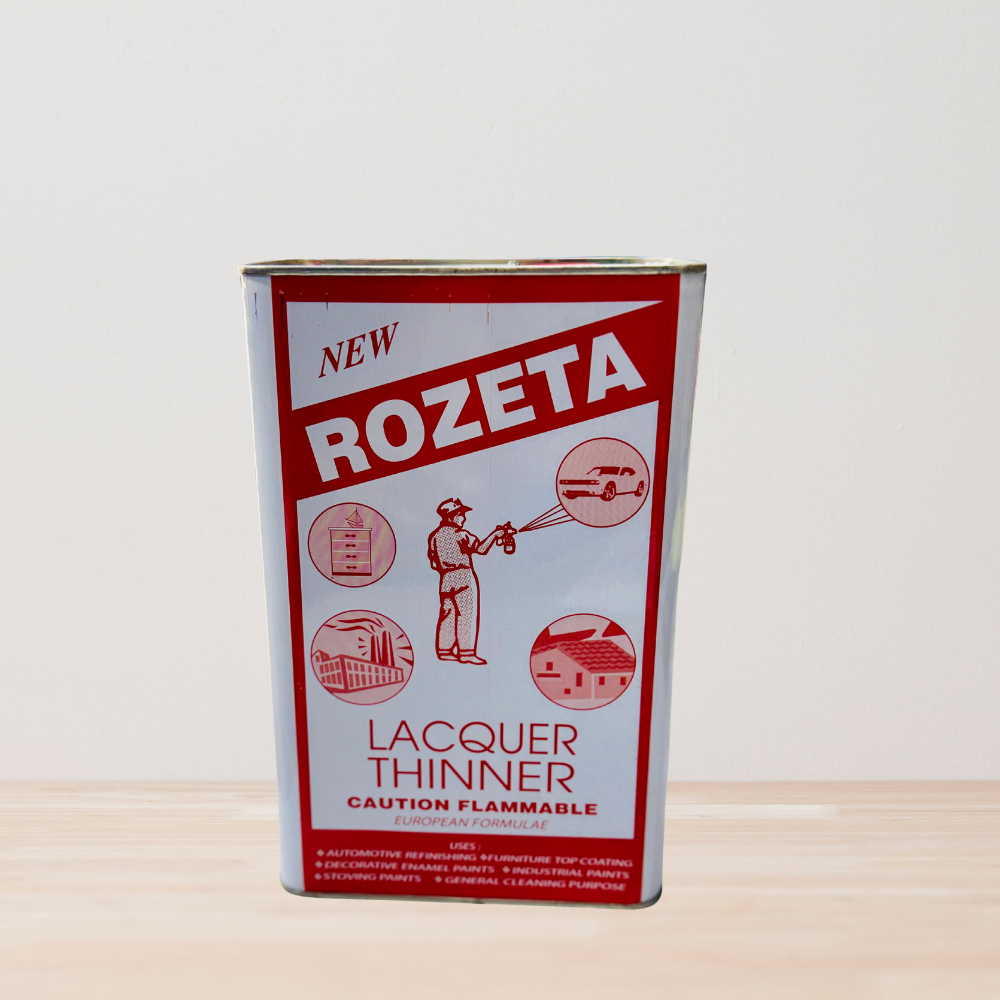 NEW
ROZETA
LACQUER
THINNER
CAUTION FLAMMABLE
EUROPEAN FORMULAE
USES :
❖ AUTOMOTIVE REFINISHING ❖FURNITURE TOP COATING
❖DECORATIVE ENAMEL PAINTS ❖ INDUSTRIAL PAINTS
❖STOVING PAINTS ❖ GENERAL CLEANING PURPOSE